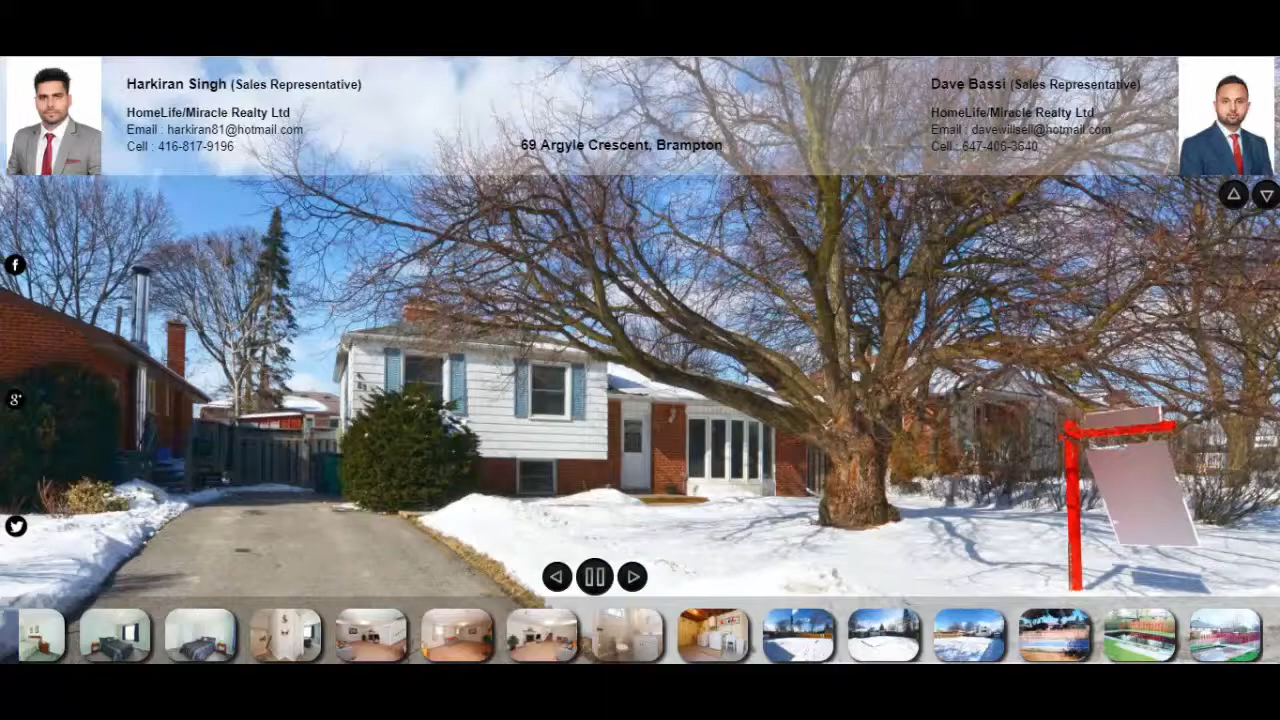 Harkiran Singh (Sales Representative)
HomeLife/Miracle Realty Ltd
Email : harkiran81@hotmail.com
Cell : 416-817-9196
69 Argyle Crescent, Brampton
Dave Bassi (Sales Representative)
HomeLife/Miracle Realty Ltd
Email : davewillsell@hotmail.com
Cell : 647-406-3640
f
g+